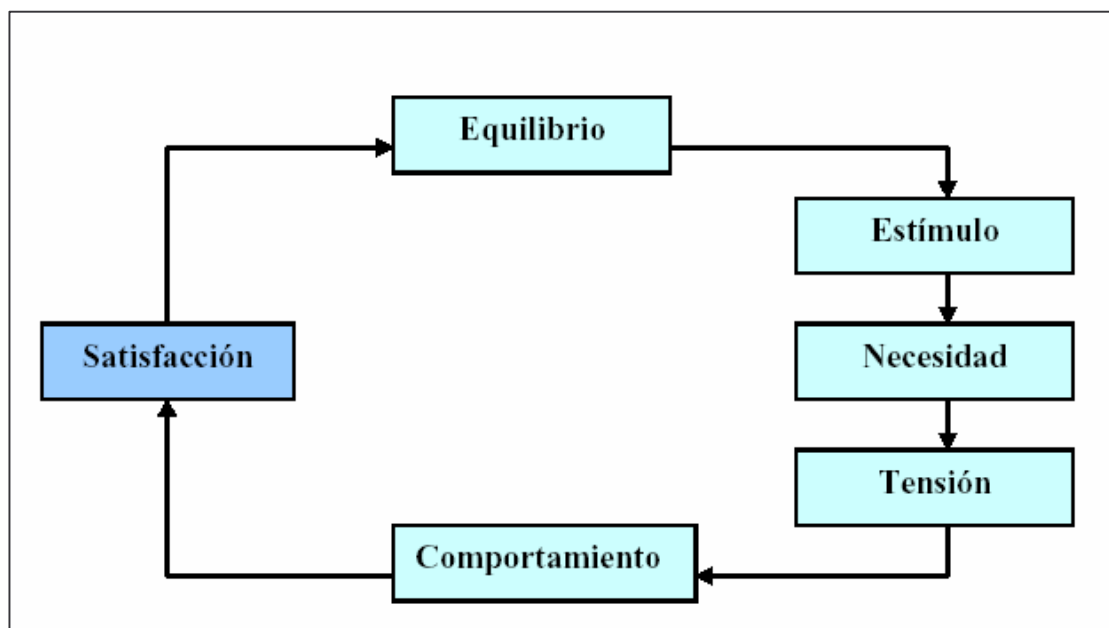 Equilibrio
Estímulo
Necesidad
Tensión
Comportamiento
Satisfacción